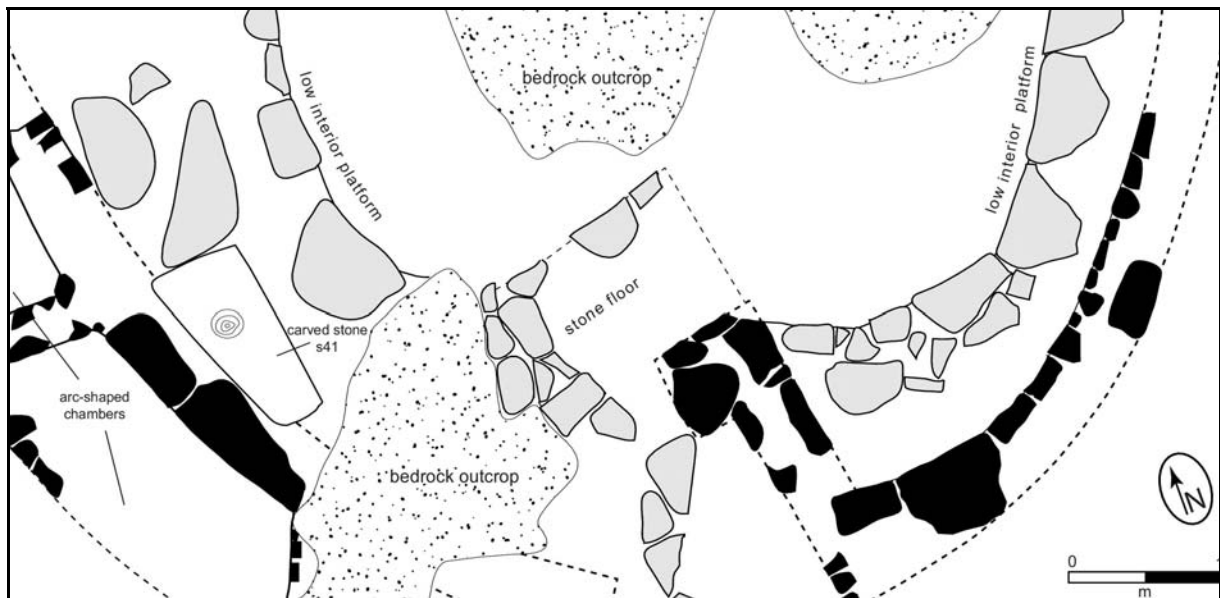 bedrock outcrop
low interior platform
low interior platform
stone floor
carved stone
s41
arc-shaped
chambers
bedrock outcrop
N
0
m